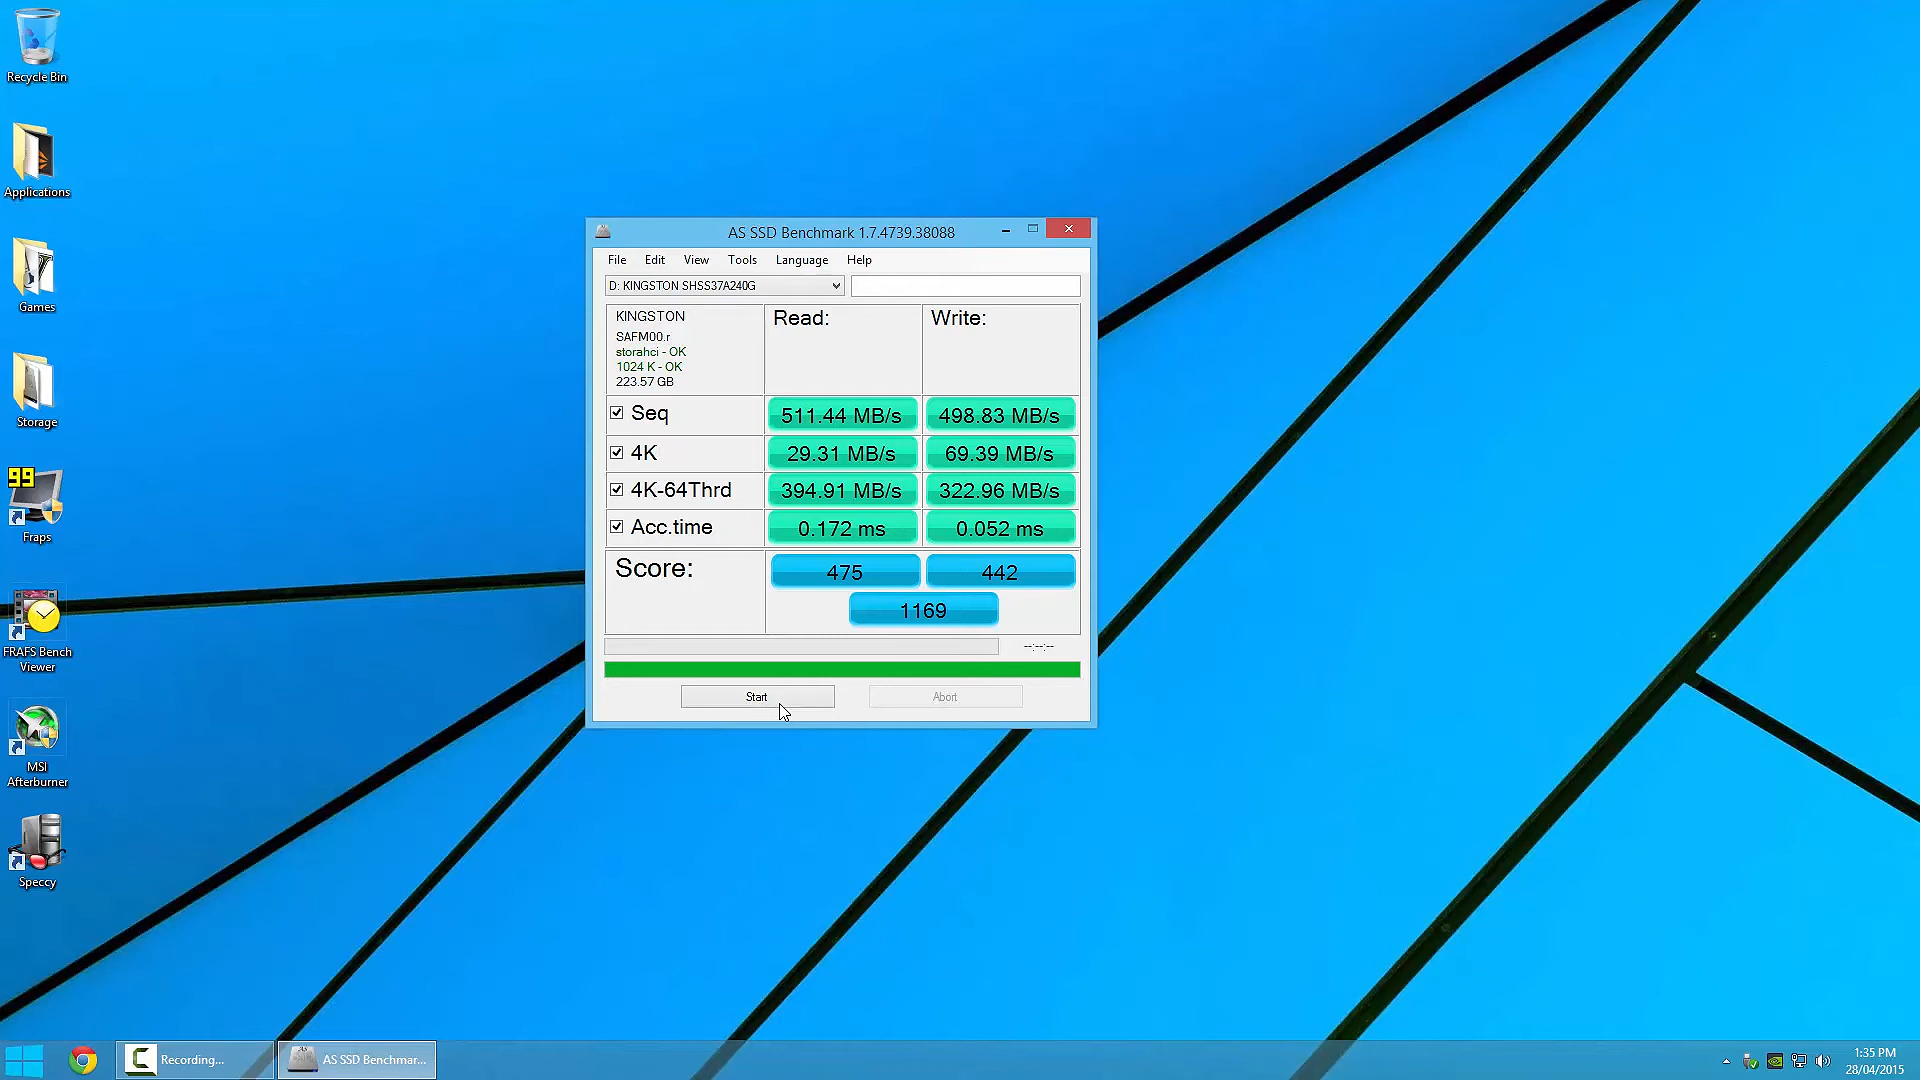 Recycle Bin
Applications
Games
Storage
99
Fraps
FRAFS Bench
Viewer
MSI
Afterburner
Speccy
AS SSD Benchmark 1.7.4739.38088
File Edit View Tools Language Help
D: KINGSTON SHSS37A240G
KINGSTON
SAFM00.r
storahci - OK
1024 K - OK
223.57 GB
Read: Write:
Seq 511.44 MB/s 498.83 MB/s
4K 29.31 MB/s 69.39 MB/s
4K-64Thrd 394.91 MB/s 322.96 MB/s
Acc.time 0.172 ms 0.052 ms
Score: 475 442
1169
--:--:--
Start Abort
Recording...
AS SSD Benchmar...
1:35 PM
28/04/2015